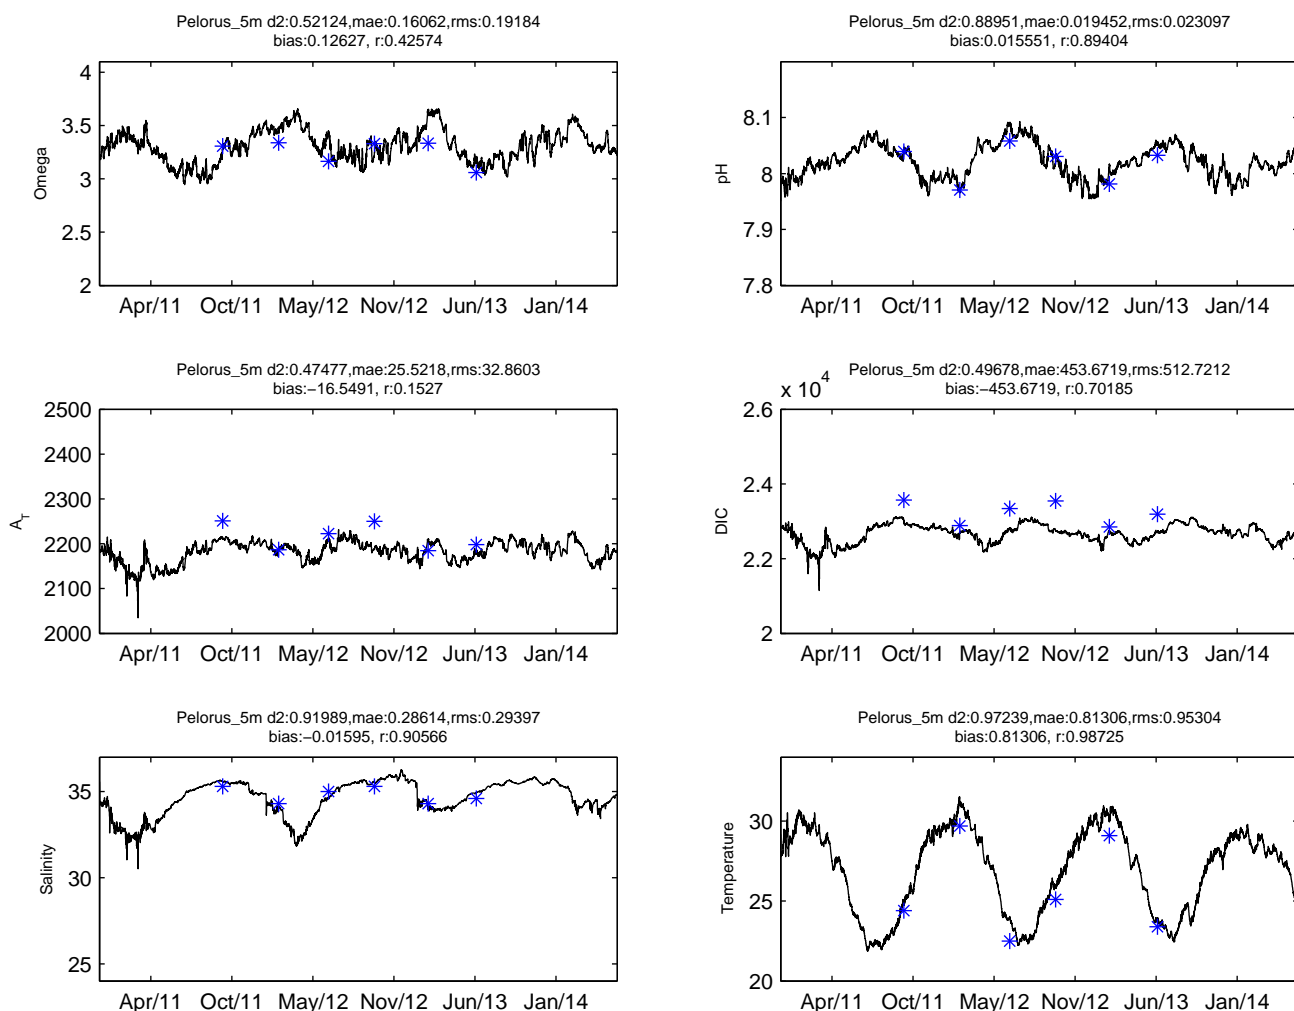 Pelorus_5m d2:0.52124,mae:0.16062,rms:0.19184
bias:0.12627, r:0.42574
4
3.5
3
2.5
2
Omega
Apr/11 Oct/11 May/12 Nov/12 Jun/13 Jan/14
Pelorus_5m d2:0.88951,mae:0.019452,rms:0.023097
bias:0.015551, r:0.89404
8.1
8
7.9
7.8
pH
Apr/11 Oct/11 May/12 Nov/12 Jun/13 Jan/14
Pelorus_5m d2:0.47477,mae:25.5218,rms:32.8603
bias:−16.5491, r:0.1527
2500
2400
2300
2200
2100
2000
A_T
Apr/11 Oct/11 May/12 Nov/12 Jun/13 Jan/14
Pelorus_5m d2:0.49678,mae:453.6719,rms:512.7212
bias:−453.6719, r:0.70185
x 10^4
2.6
2.4
2.2
2
DIC
Apr/11 Oct/11 May/12 Nov/12 Jun/13 Jan/14
Pelorus_5m d2:0.91989,mae:0.28614,rms:0.29397
bias:−0.01595, r:0.90566
35
30
25
Salinity
Apr/11 Oct/11 May/12 Nov/12 Jun/13 Jan/14
Pelorus_5m d2:0.97239,mae:0.81306,rms:0.95304
bias:0.81306, r:0.98725
30
25
20
Temperature
Apr/11 Oct/11 May/12 Nov/12 Jun/13 Jan/14